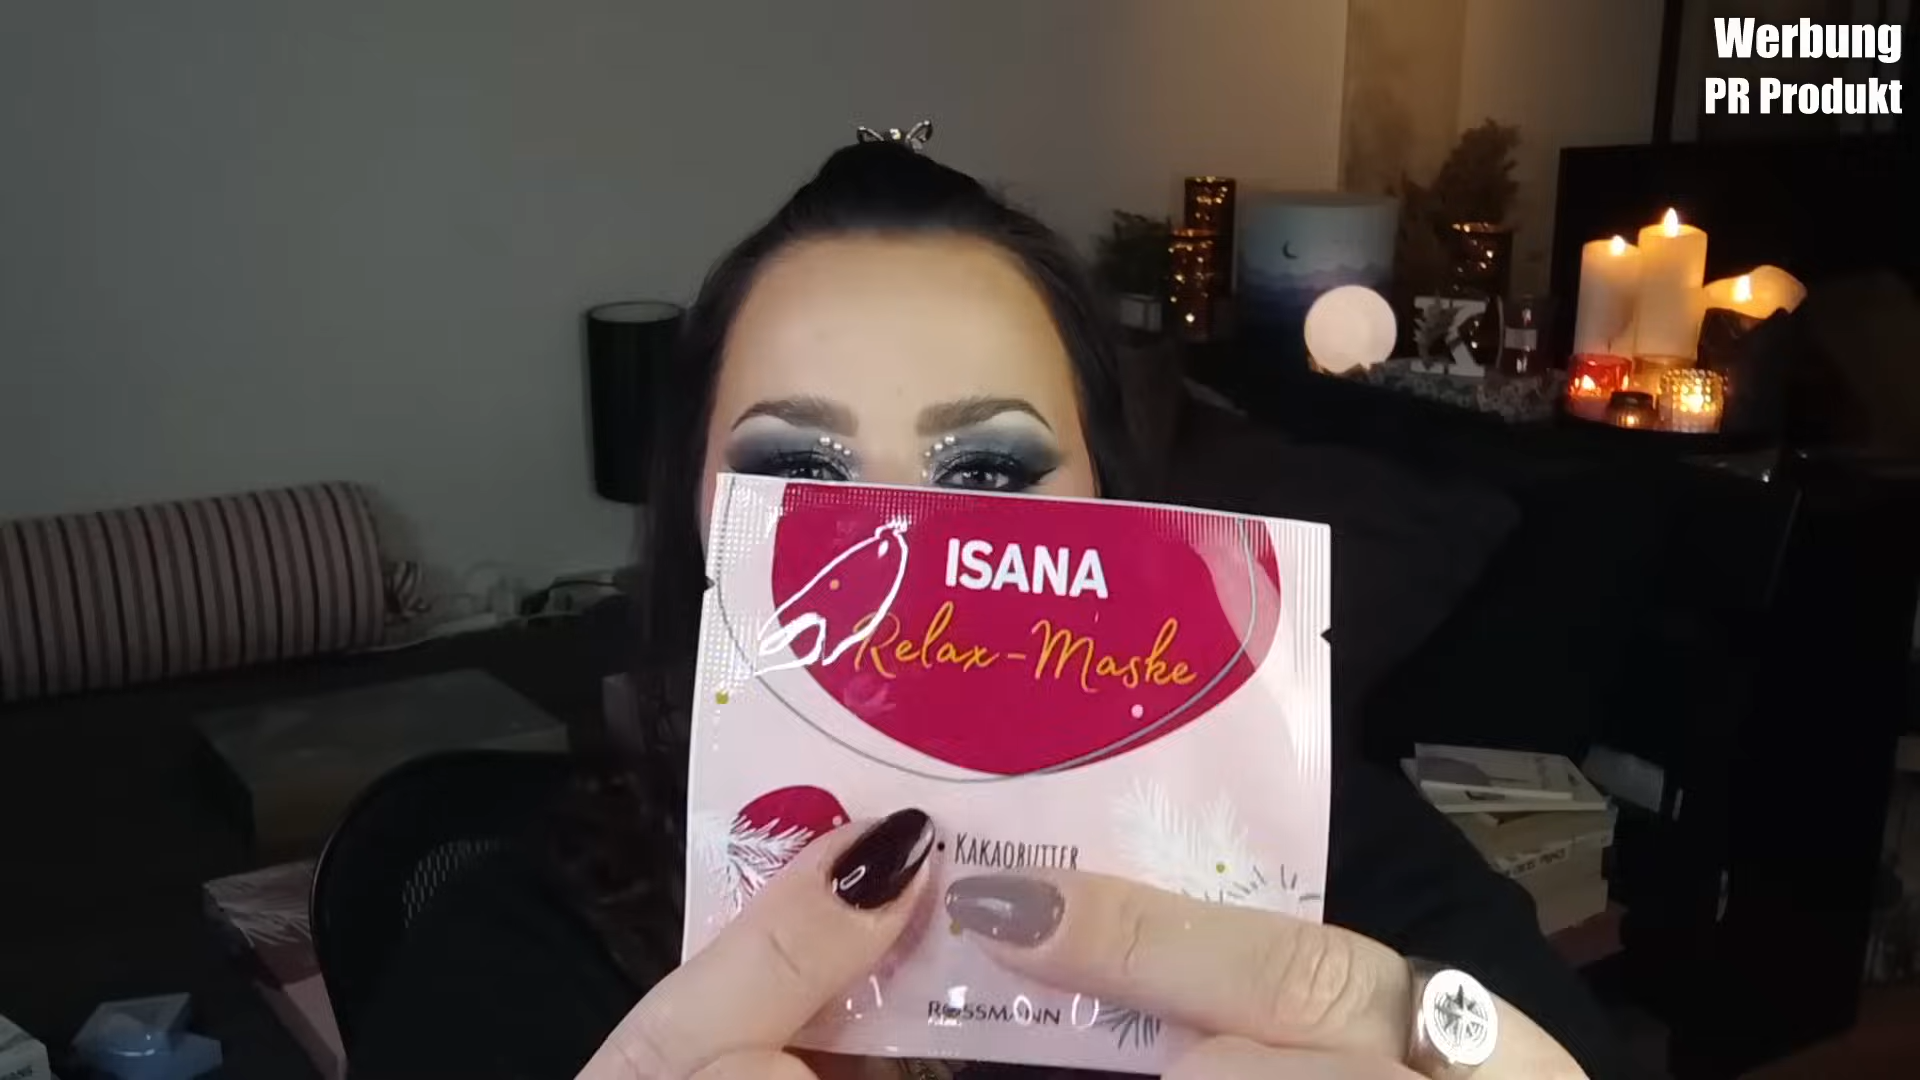 Werbung
PR Produkt
ISANA
Relax-Maske
• KAKAOBUTTER
ROSSMANN
K